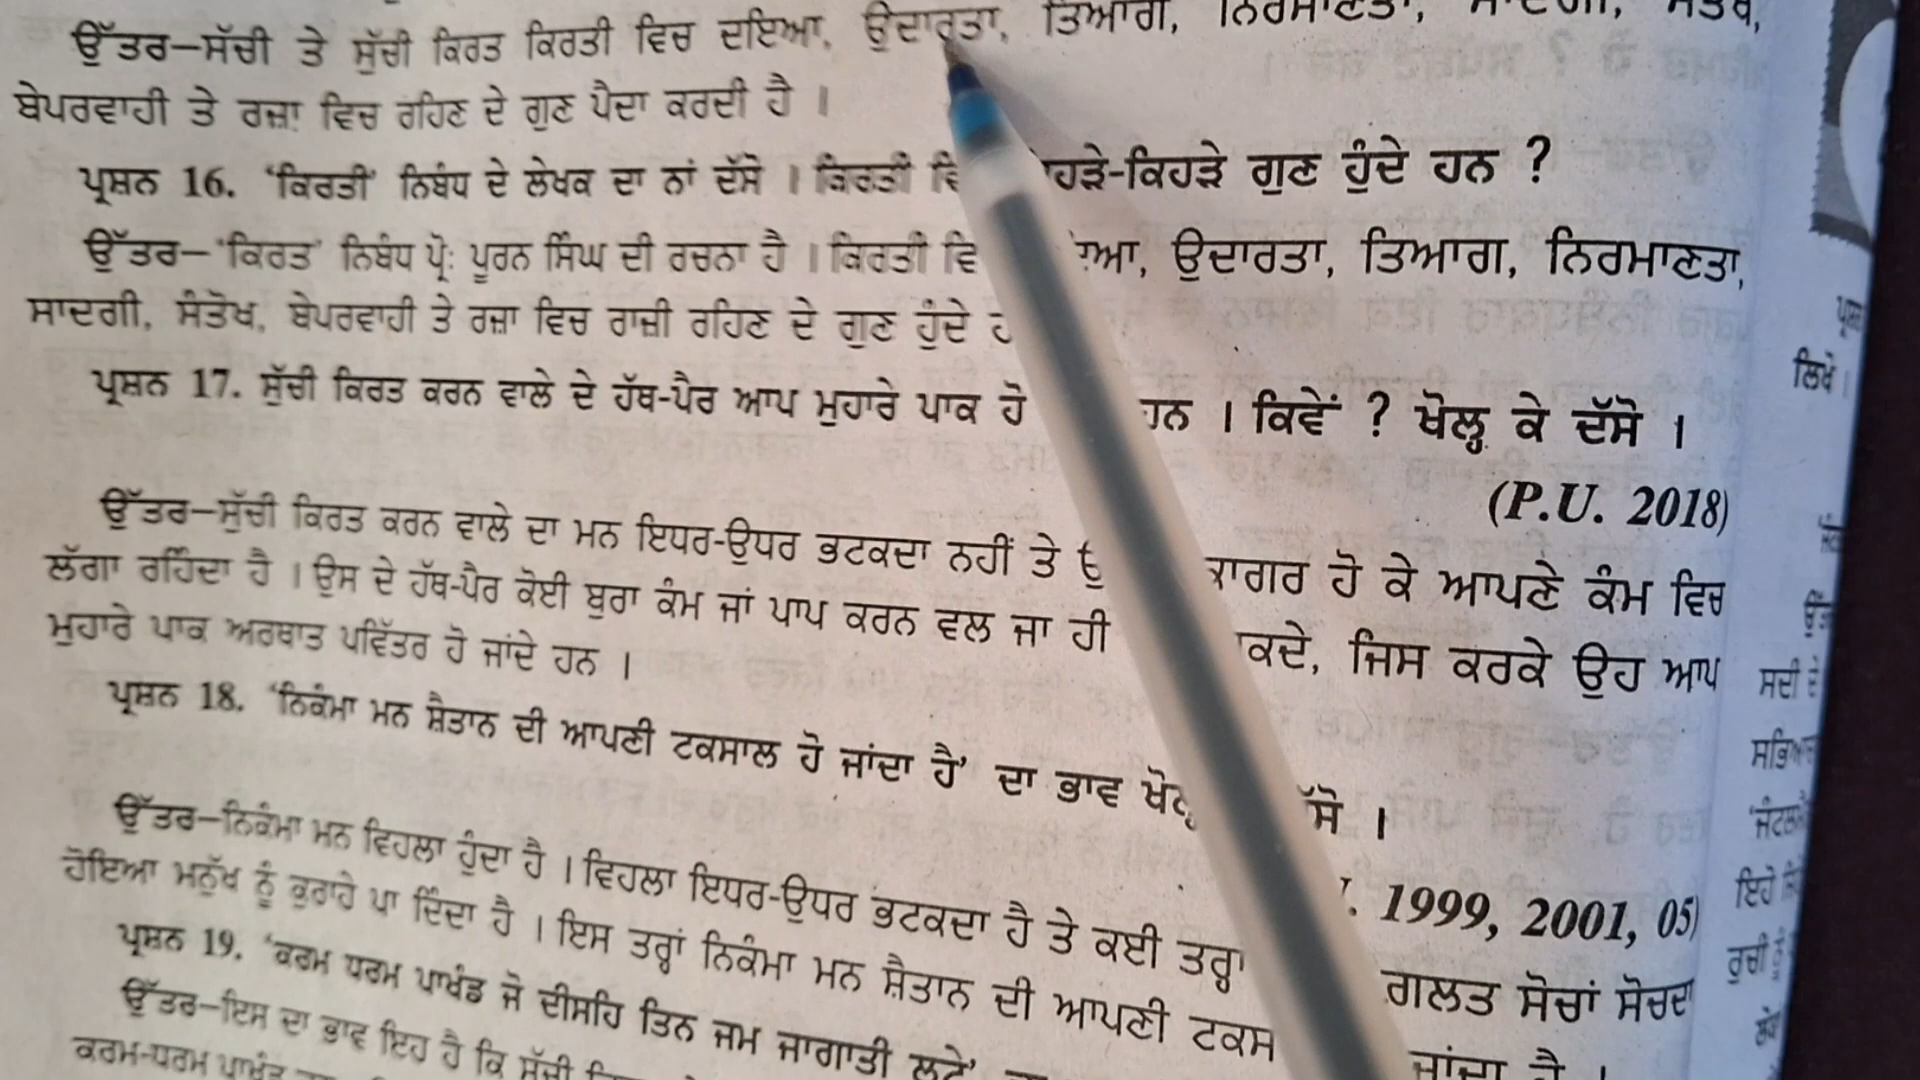 ਉੱਤਰ–ਸੱਚੀ ਤੇ ਸੁੱਚੀ ਕਿਰਤ ਕਿਰਤੀ ਵਿਚ ਦਇਆ, ਉਦਾਰਤਾ, ਤਿਆਗ, ਨਿਰਮਾਣਤਾ, ਸਾਦਗੀ, ਸੰਤੋਖ,
ਬੇਪਰਵਾਹੀ ਤੇ ਰਜ਼ਾ ਵਿਚ ਰਹਿਣ ਦੇ ਗੁਣ ਪੈਦਾ ਕਰਦੀ ਹੈ ।
ਪ੍ਰਸ਼ਨ 16. ‘ਕਿਰਤੀ’ ਨਿਬੰਧ ਦੇ ਲੇਖਕ ਦਾ ਨਾਂ ਦੱਸੋ । ਕਿਰਤੀ ਵਿ ਹੜੇ-ਕਿਹੜੇ ਗੁਣ ਹੁੰਦੇ ਹਨ ?
ਉੱਤਰ–‘ਕਿਰਤ’ ਨਿਬੰਧ ਪ੍ਰੋ: ਪੂਰਨ ਸਿੰਘ ਦੀ ਰਚਨਾ ਹੈ । ਕਿਰਤੀ ਵਿ ਆ, ਉਦਾਰਤਾ, ਤਿਆਗ, ਨਿਰਮਾਣਤਾ,
ਸਾਦਗੀ, ਸੰਤੋਖ, ਬੇਪਰਵਾਹੀ ਤੇ ਰਜ਼ਾ ਵਿਚ ਰਾਜ਼ੀ ਰਹਿਣ ਦੇ ਗੁਣ ਹੁੰਦੇ ਹ
ਪ੍ਰਸ਼ਨ 17. ਸੁੱਚੀ ਕਿਰਤ ਕਰਨ ਵਾਲੇ ਦੇ ਹੱਥ-ਪੈਰ ਆਪ ਮੁਹਾਰੇ ਪਾਕ ਹੋ ਹਨ । ਕਿਵੇਂ ? ਖੋਲ੍ਹ ਕੇ ਦੱਸੋ ।
(P.U. 2018)
ਉੱਤਰ–ਸੁੱਚੀ ਕਿਰਤ ਕਰਨ ਵਾਲੇ ਦਾ ਮਨ ਇਧਰ-ਉਧਰ ਭਟਕਦਾ ਨਹੀਂ ਤੇ ਉ ਕਾਗਰ ਹੋ ਕੇ ਆਪਣੇ ਕੰਮ ਵਿਚ
ਲੱਗਾ ਰਹਿੰਦਾ ਹੈ । ਉਸ ਦੇ ਹੱਥ-ਪੈਰ ਕੋਈ ਬੁਰਾ ਕੰਮ ਜਾਂ ਪਾਪ ਕਰਨ ਵਲ ਜਾ ਹੀ ਕਦੇ, ਜਿਸ ਕਰਕੇ ਉਹ ਆਪ
ਮੁਹਾਰੇ ਪਾਕ ਅਰਥਾਤ ਪਵਿੱਤਰ ਹੋ ਜਾਂਦੇ ਹਨ ।
ਪ੍ਰਸ਼ਨ 18. ‘ਨਿਕੰਮਾ ਮਨ ਸ਼ੈਤਾਨ ਦੀ ਆਪਣੀ ਟਕਸਾਲ ਹੋ ਜਾਂਦਾ ਹੈ’ ਦਾ ਭਾਵ ਖੋਲ੍ਹ ੱਸੋ ।
. 1999, 2001, 05)
ਉੱਤਰ–ਨਿਕੰਮਾ ਮਨ ਵਿਹਲਾ ਹੁੰਦਾ ਹੈ । ਵਿਹਲਾ ਇਧਰ-ਉਧਰ ਭਟਕਦਾ ਹੈ ਤੇ ਕਈ ਤਰ੍ਹਾਂ ਗਲਤ ਸੋਚਾਂ ਸੋਚਦਾ
ਹੋਇਆ ਮਨੁੱਖ ਨੂੰ ਕੁਰਾਹੇ ਪਾ ਦਿੰਦਾ ਹੈ । ਇਸ ਤਰ੍ਹਾਂ ਨਿਕੰਮਾ ਮਨ ਸ਼ੈਤਾਨ ਦੀ ਆਪਣੀ ਟਕਸ ਜਾਂਦਾ ਹੈ ।
ਪ੍ਰਸ਼ਨ 19. ‘ਕਰਮ ਧਰਮ ਪਾਖੰਡ ਜੋ ਦੀਸਹਿ ਤਿਨ ਜਮ ਜਾਗਾਤੀ ਲੂਟੇ’
ਉੱਤਰ–ਇਸ ਦਾ ਭਾਵ ਇਹ ਹੈ ਕਿ ਸੁੱਚੀ
ਕਰਮ-ਧਰਮ ਪਾਖੰਡ
ਲਿਖੋ